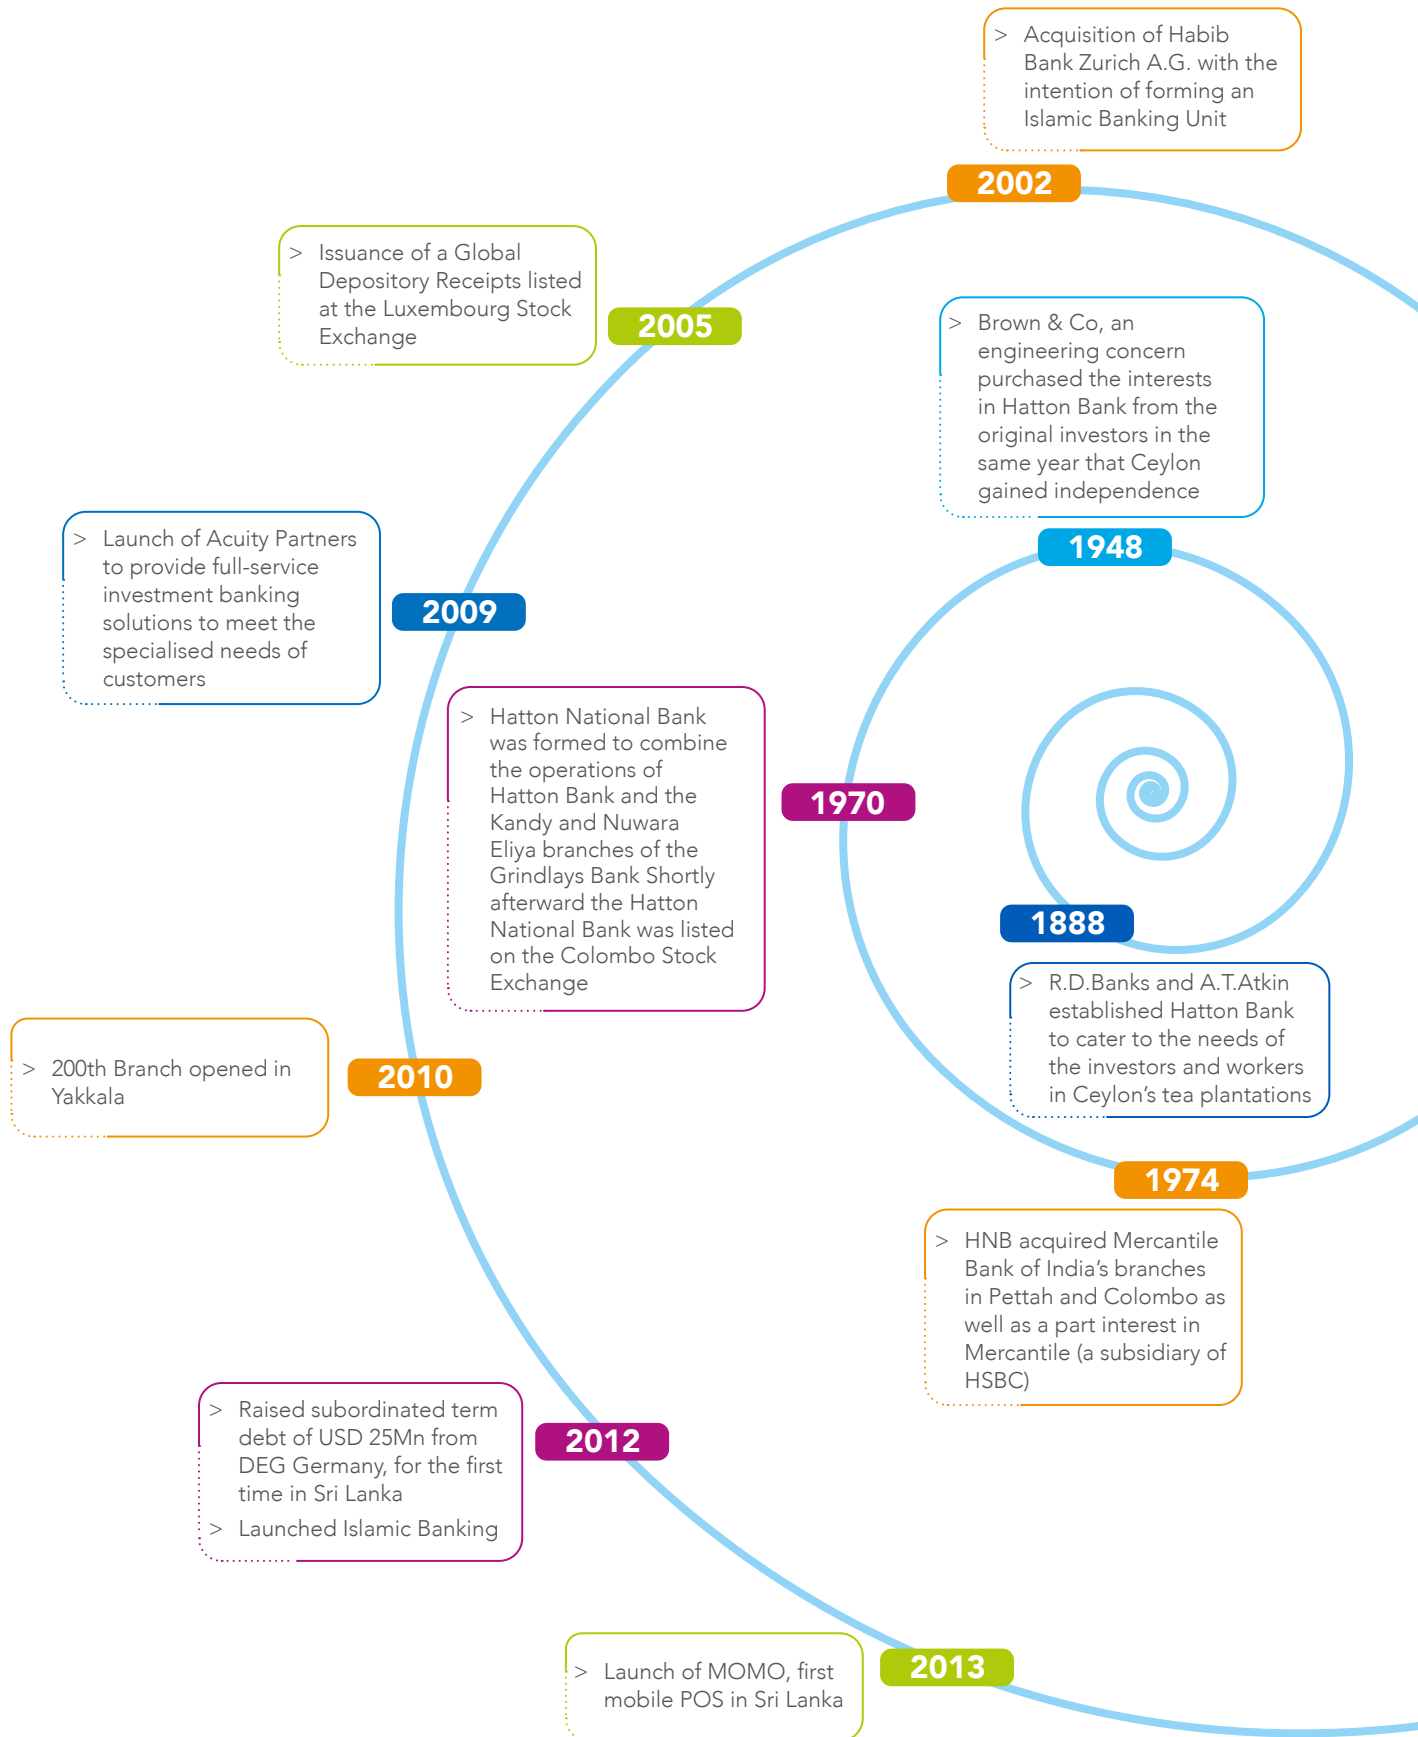 > Acquisition of Habib
Bank Zurich A.G. with the
intention of forming an
Islamic Banking Unit
2002
> Issuance of a Global
Depository Receipts listed
at the Luxembourg Stock
Exchange
2005
> Brown & Co, an
engineering concern
purchased the interests
in Hatton Bank from the
original investors in the
same year that Ceylon
gained independence
1948
> Launch of Acuity Partners
to provide full-service
investment banking
solutions to meet the
specialised needs of
customers
2009
> Hatton National Bank
was formed to combine
the operations of
Hatton Bank and the
Kandy and Nuwara
Eliya branches of the
Grindlays Bank Shortly
afterward the Hatton
National Bank was listed
on the Colombo Stock
Exchange
1970
1888
> R.D.Banks and A.T.Atkin
established Hatton Bank
to cater to the needs of
the investors and workers
in Ceylon's tea plantations
> 200th Branch opened in
Yakkala
2010
1974
> HNB acquired Mercantile
Bank of India's branches
in Pettah and Colombo as
well as a part interest in
Mercantile (a subsidiary of
HSBC)
> Raised subordinated term
debt of USD 25Mn from
DEG Germany, for the first
time in Sri Lanka
> Launched Islamic Banking
2012
> Launch of MOMO, first
mobile POS in Sri Lanka
2013